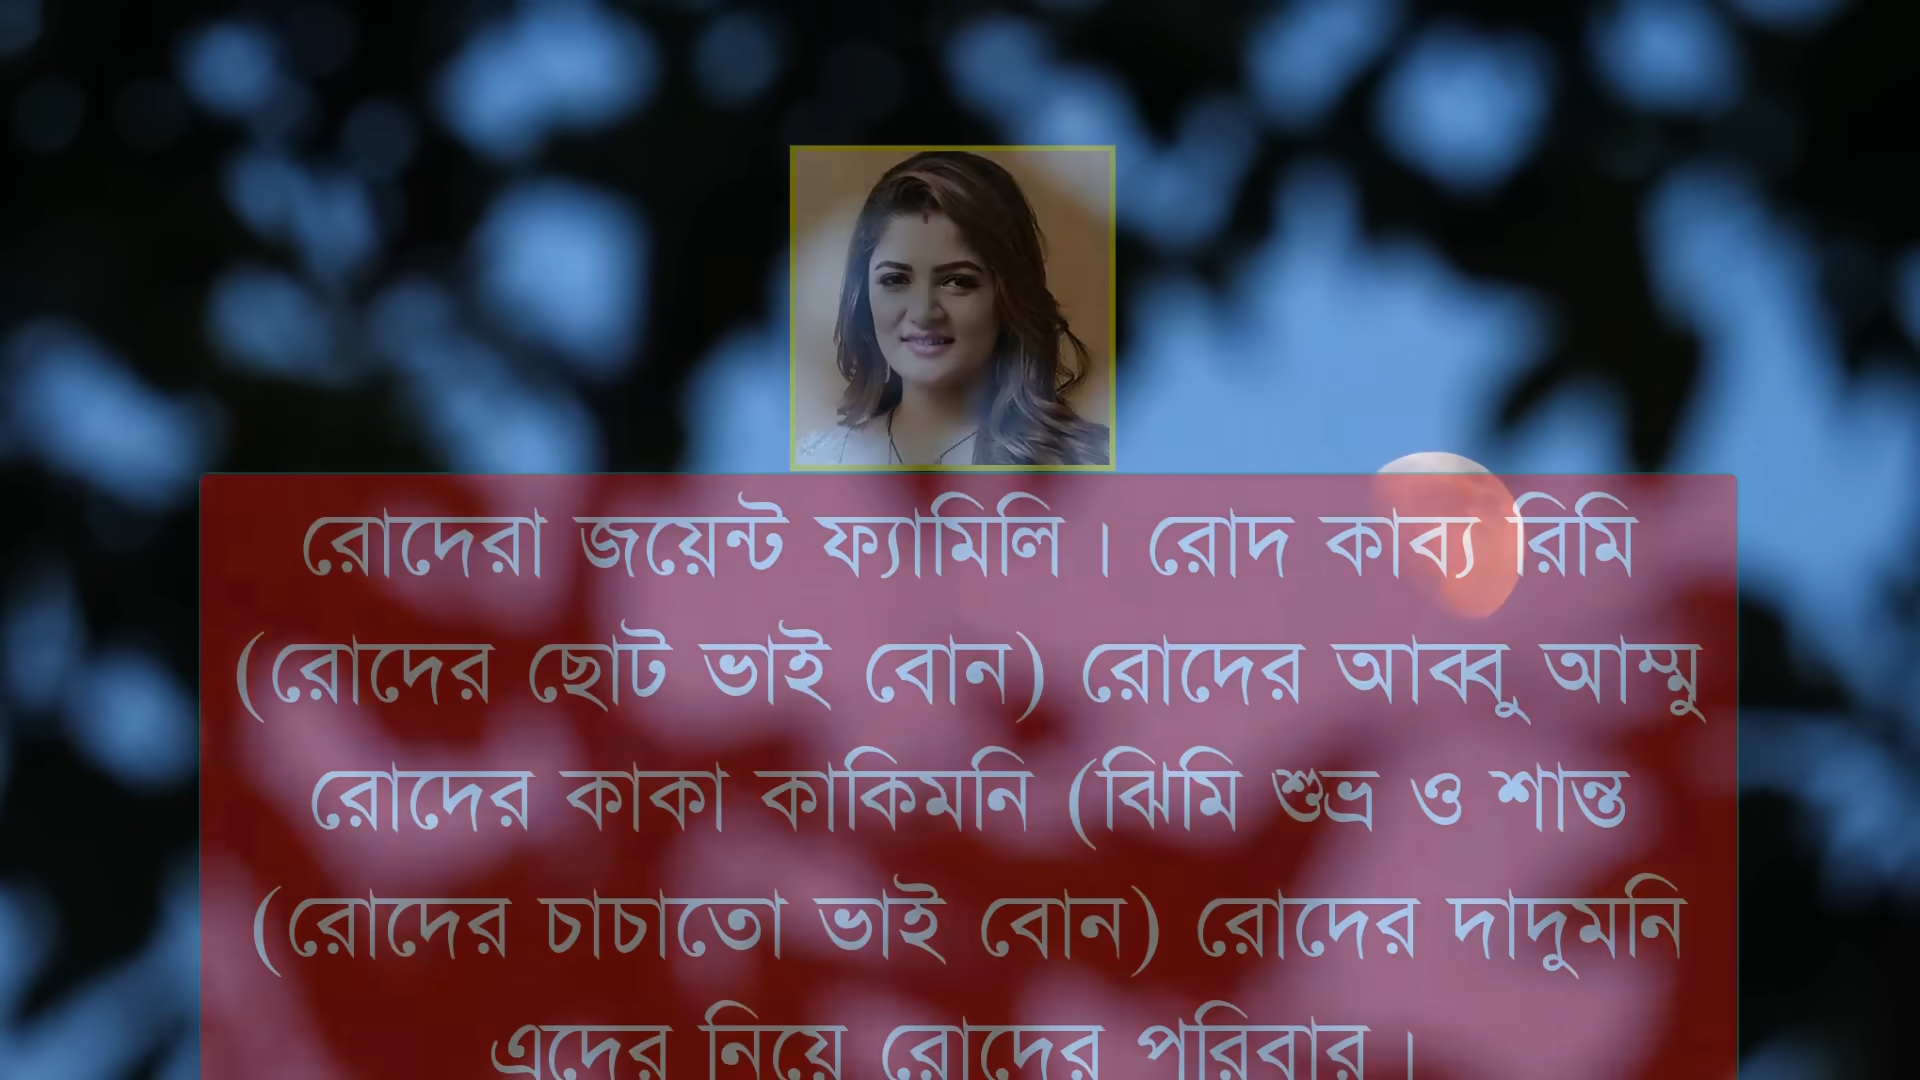 রোদেরা জয়েন্ট ফ্যামিলি । রোদ কাব্য রিমি
(রোদের ছোট ভাই বোন) রোদের আব্বু আম্মু
রোদের কাকা কাকিমনি (ঝিমি শুভ্র ও শান্ত
(রোদের চাচাতো ভাই বোন) রোদের দাদুমনি
এদের নিয়ে রোদের পরিবার ।